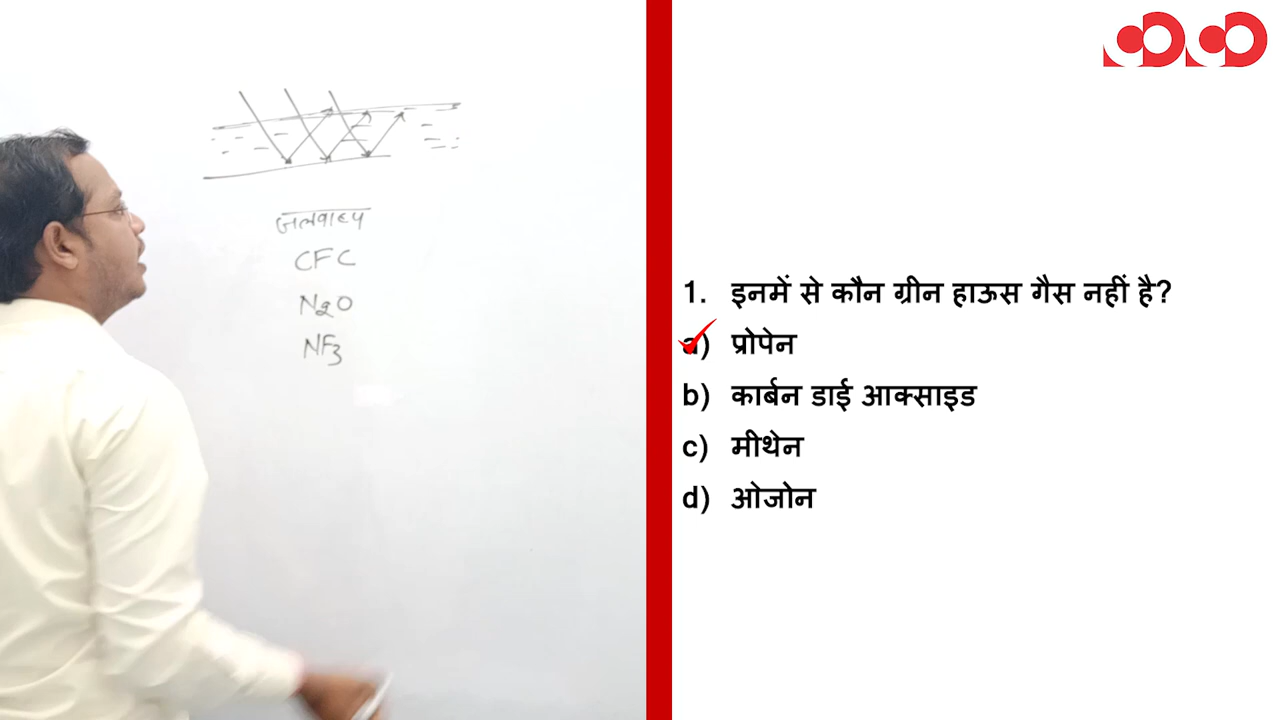 जलवाष्प
CFC
N2O
NF3
1. इनमें से कौन ग्रीन हाऊस गैस नहीं है?
a) प्रोपेन
b) कार्बन डाई आक्साइड
c) मीथेन
d) ओजोन